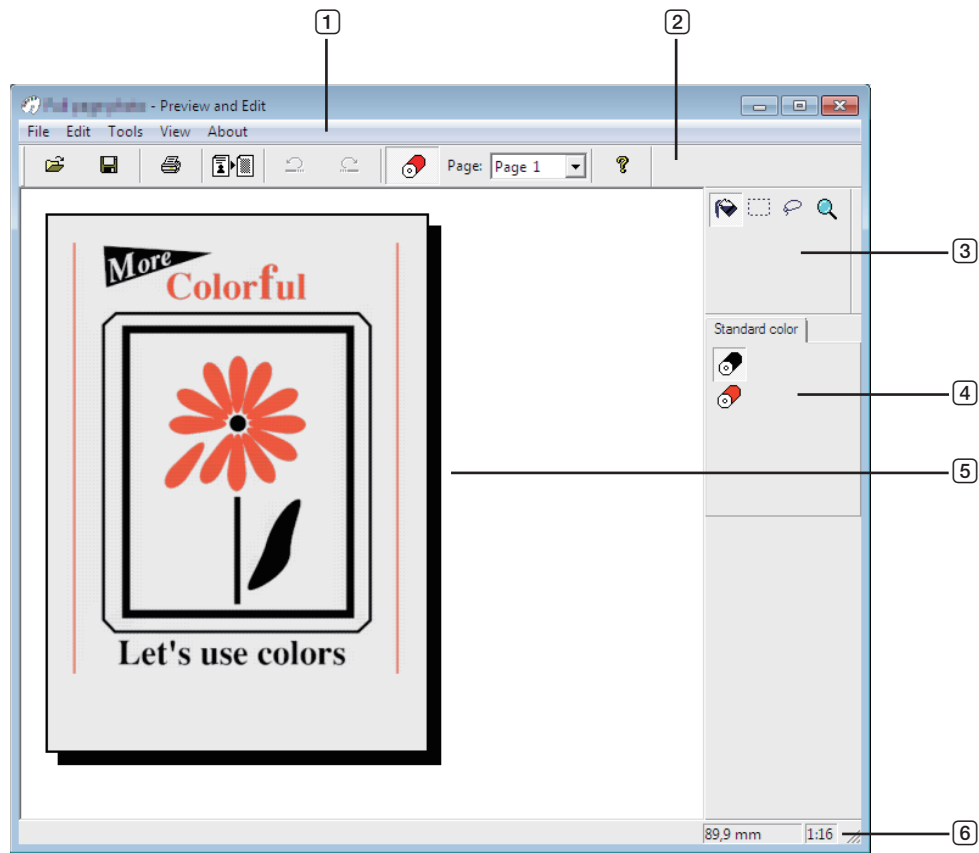 1 2
- Preview and Edit
File Edit Tools View About
Page: Page 1
3
More
Colorful
Standard color
4
5
Let's use colors
89,9 mm 1:16
6